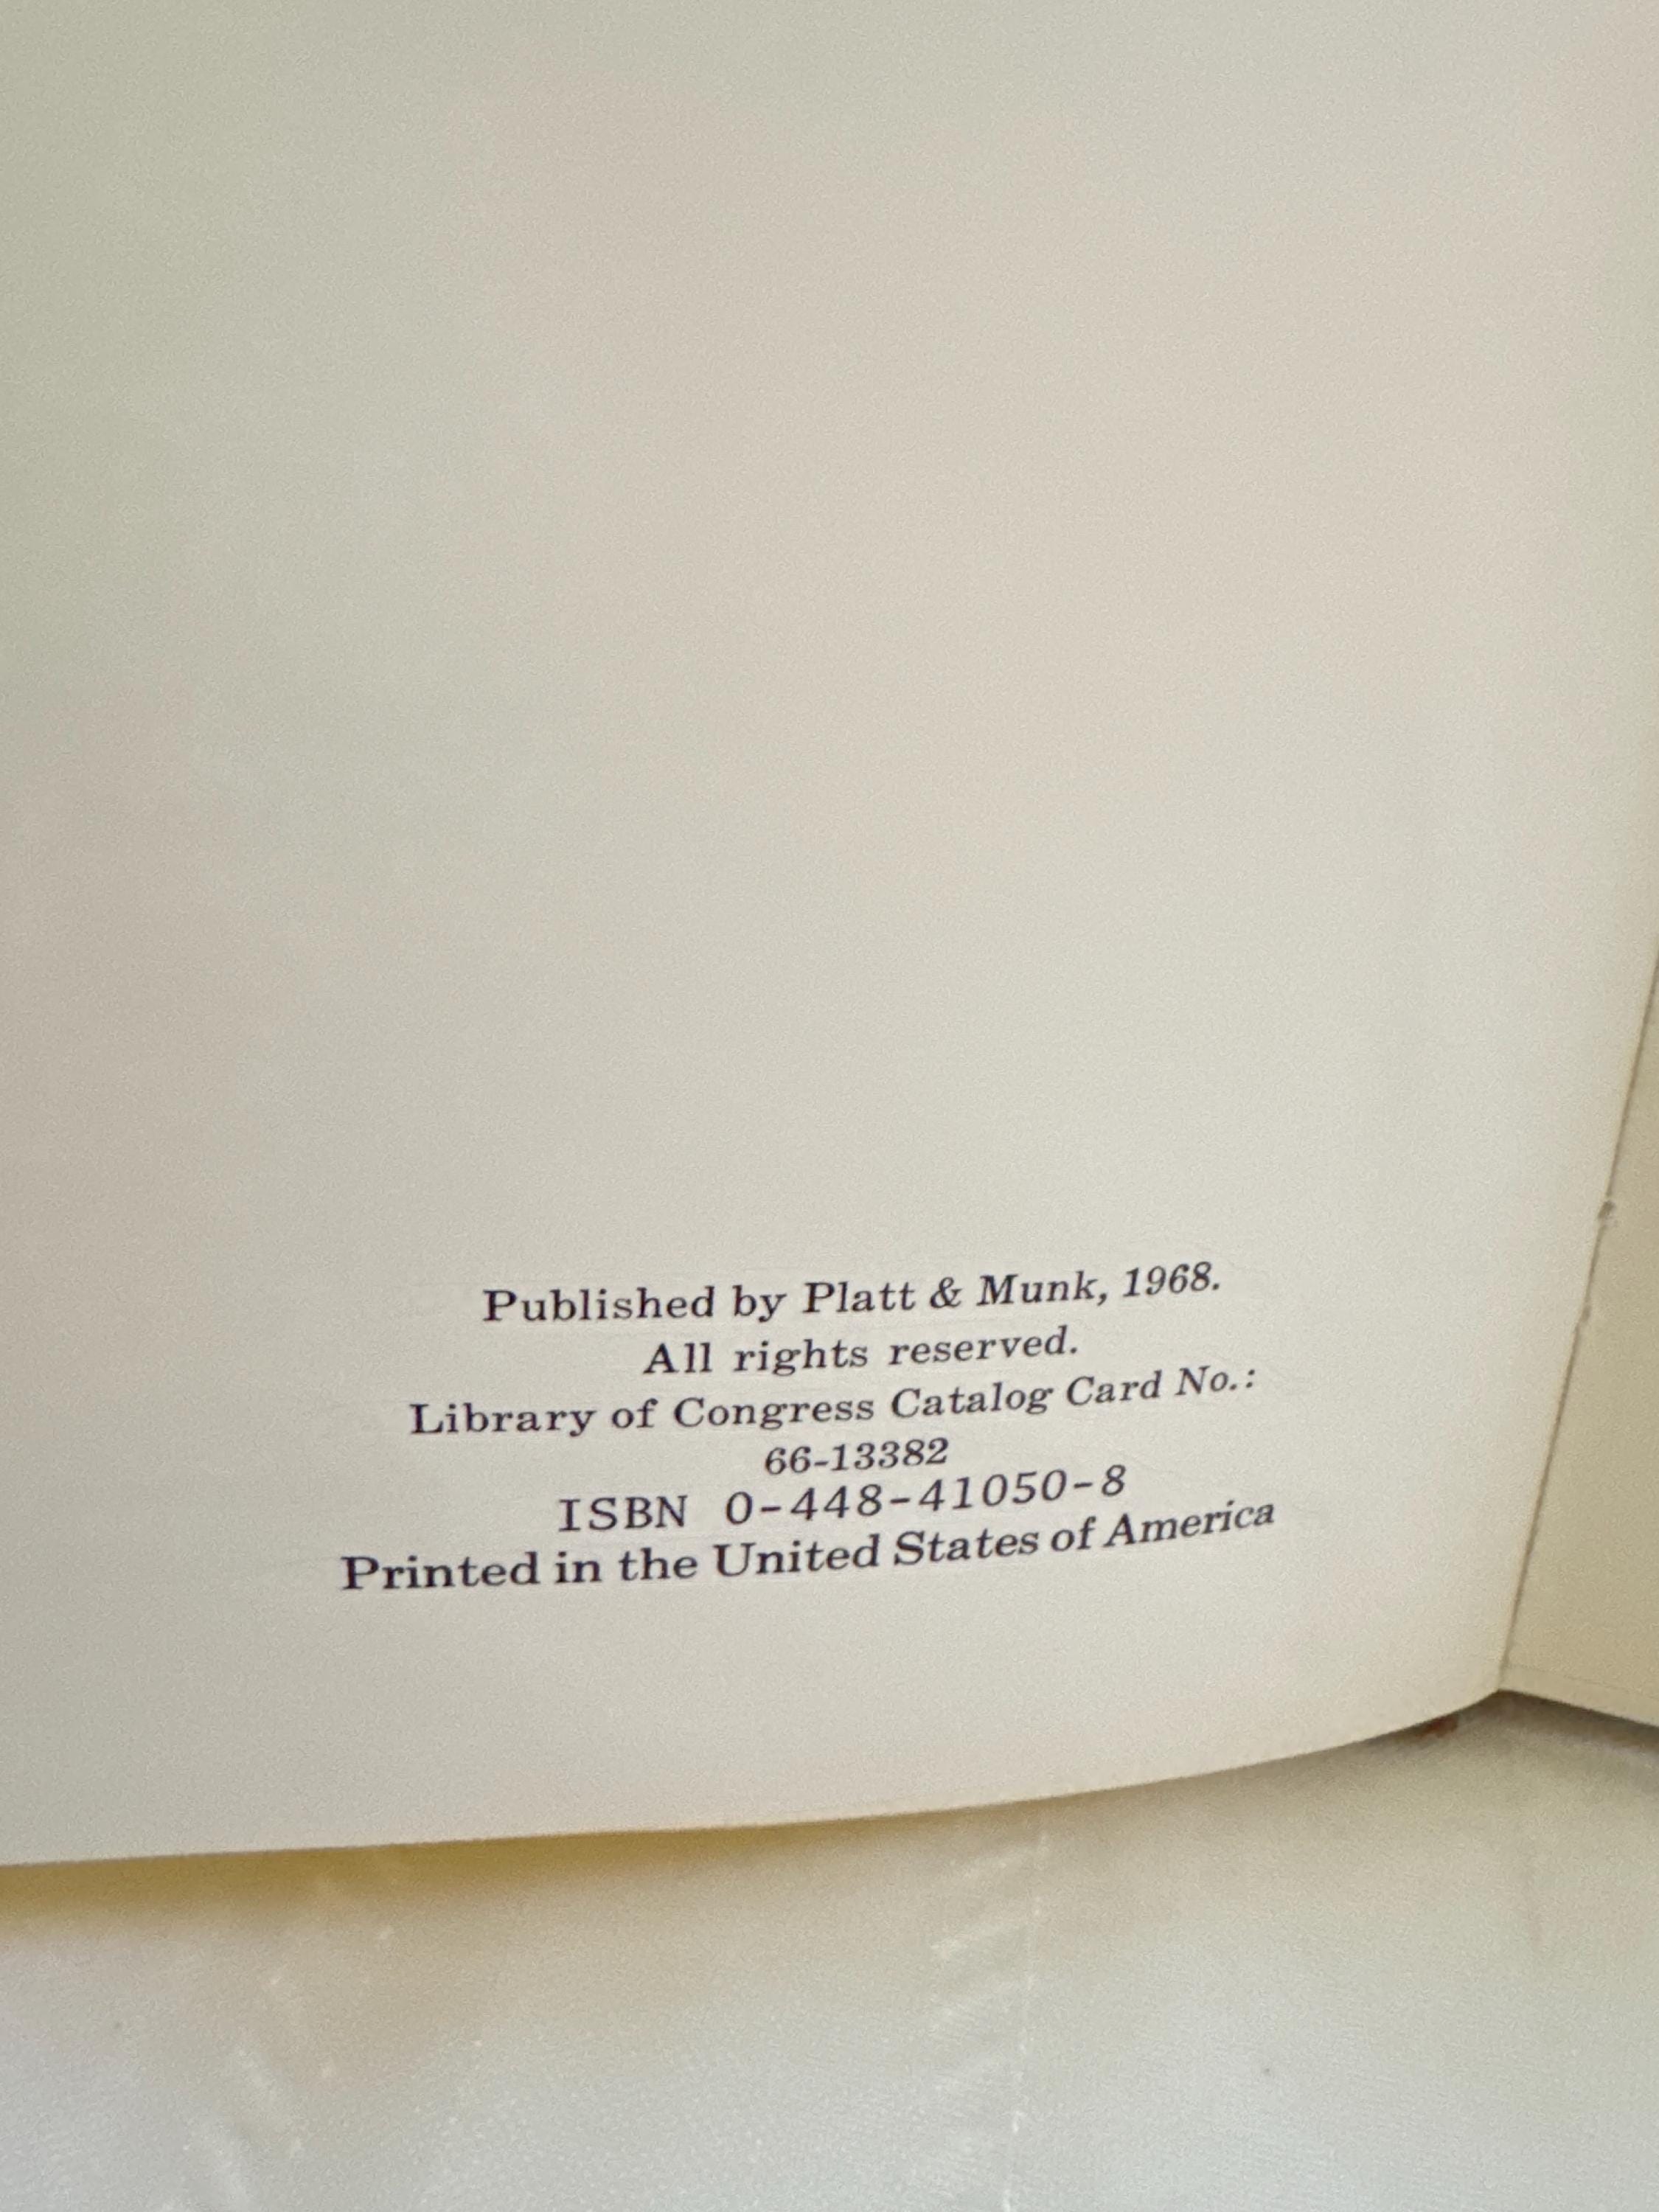 Published by Platt & Munk, 1968.
All rights reserved.
Library of Congress Catalog Card No.:
66-13382
ISBN 0-448-41050-8
Printed in the United States of America